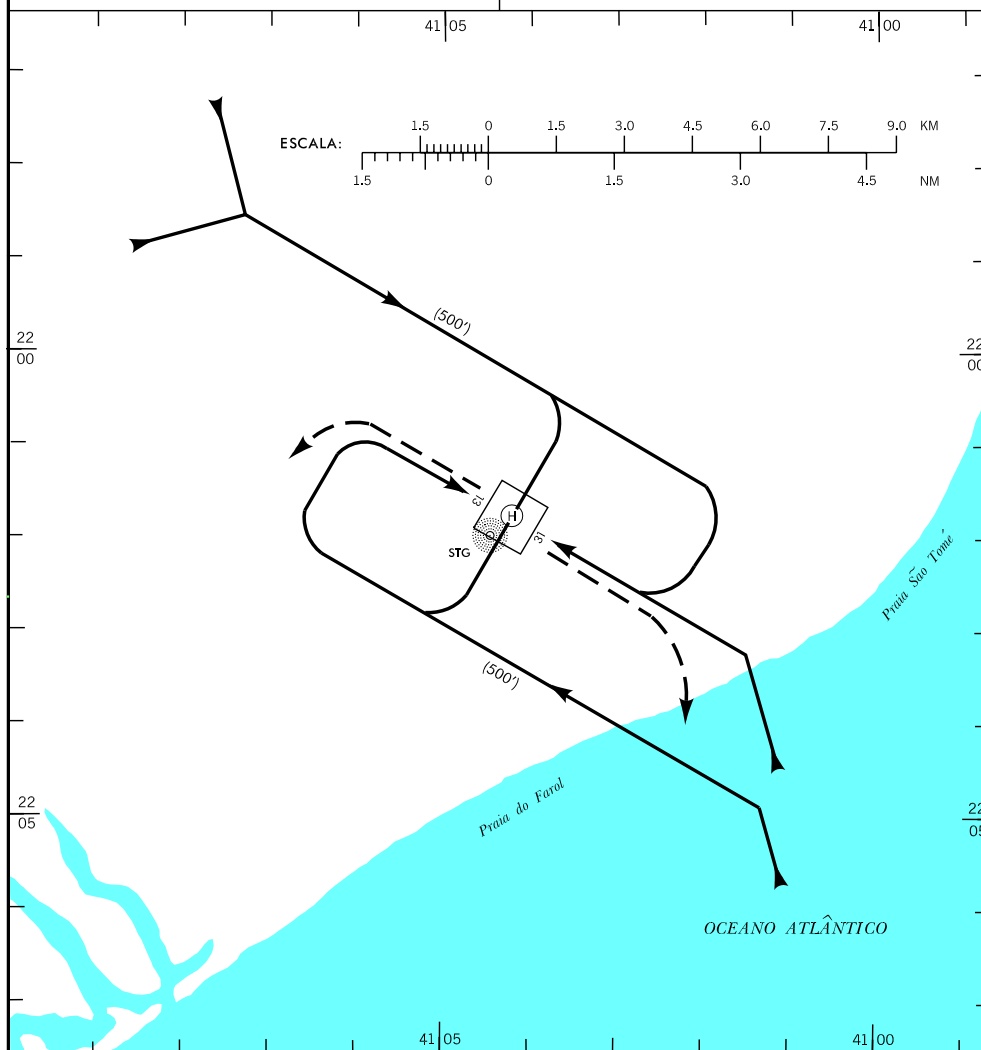 41 05
41 00
ESCALA:
1.5 0 1.5 3.0 4.5 6.0 7.5 9.0 KM
1.5 0 1.5 3.0 4.5 NM
(500')
22
00
22
00
13
H
31
STG
Praia São Tomé
(500')
22
05
22
05
Praia do Farol
OCEANO ATLÂNTICO
41 05
41 00